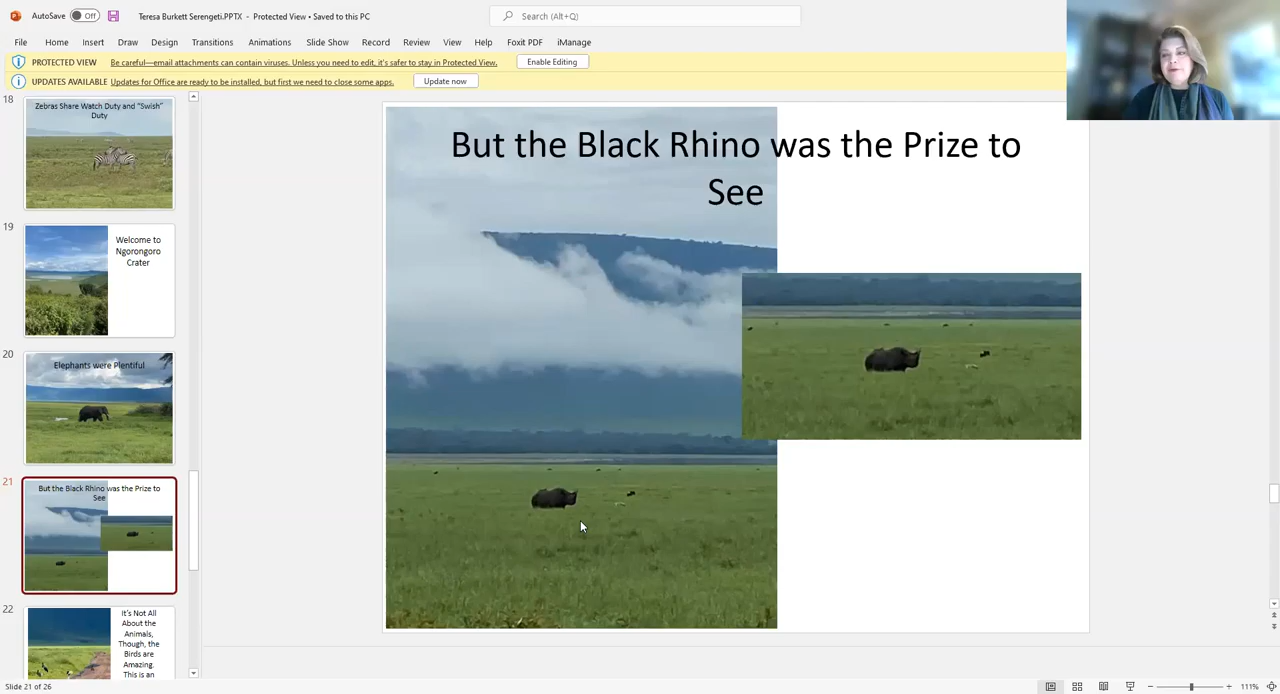 AutoSave Off Teresa Burkett Serengeti.PPTX - Protected View • Saved to this PC Search (Alt+Q)
File Home Insert Draw Design Transitions Animations Slide Show Record Review View Help Foxit PDF iManage
PROTECTED VIEW Be careful—email attachments can contain viruses. Unless you need to edit, it's safer to stay in Protected View. Enable Editing
UPDATES AVAILABLE Updates for Office are ready to be installed, but first we need to close some apps. Update now
18
Zebras Share Watch Duty and "Swish"
Duty
19
Welcome to
Ngorongoro
Crater
20
Elephants were Plentiful
21
But the Black Rhino was the Prize to
See
22
It's Not All
About the
Animals,
Though, the
Birds are
Amazing.
This is an
But the Black Rhino was the Prize to
See
Slide 21 of 26
111%